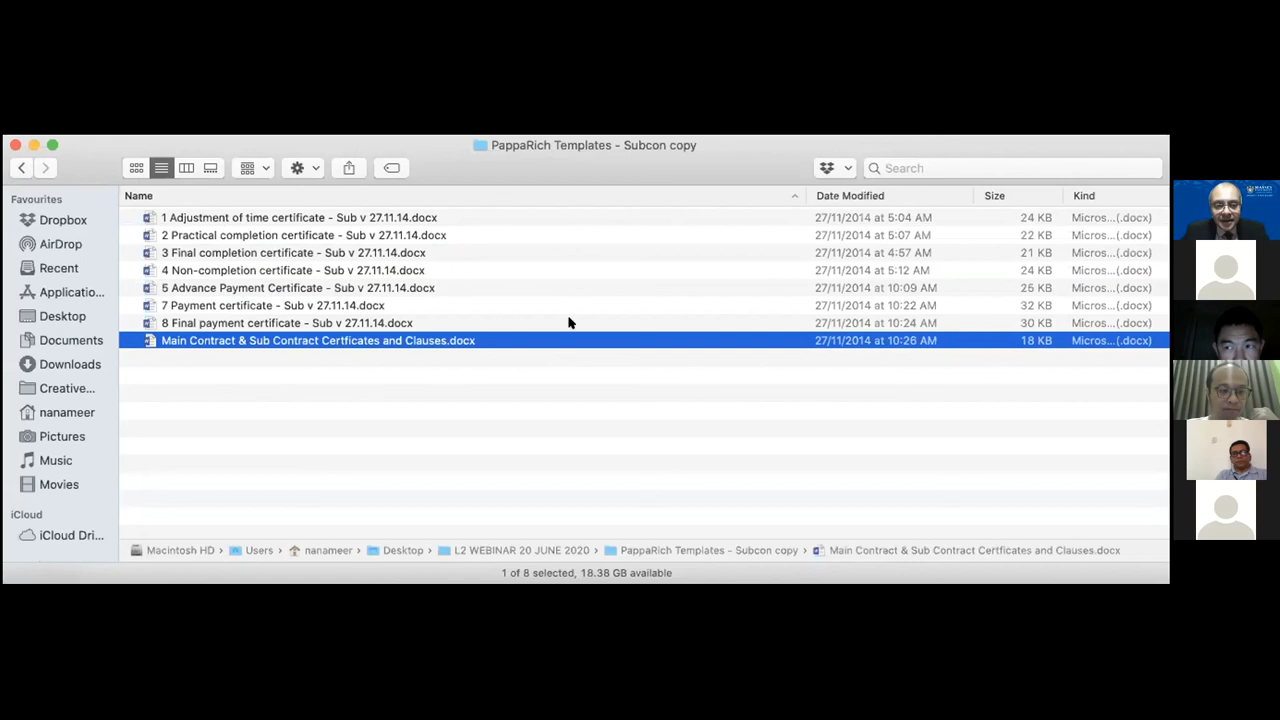 PappaRich Templates - Subcon copy
Search
Favourites
Dropbox
AirDrop
Recent
Applicatio...
Desktop
Documents
Downloads
Creative...
nanameer
Pictures
Music
Movies
iCloud
iCloud Dri...
Name Date Modified Size Kind
1 Adjustment of time certificate - Sub v 27.11.14.docx 27/11/2014 at 5:04 AM 24 KB Micros...(.docx)
2 Practical completion certificate - Sub v 27.11.14.docx 27/11/2014 at 5:07 AM 22 KB Micros...(.docx)
3 Final completion certificate - Sub v 27.11.14.docx 27/11/2014 at 4:57 AM 21 KB Micros...(.docx)
4 Non-completion certificate - Sub v 27.11.14.docx 27/11/2014 at 5:12 AM 24 KB Micros...(.docx)
5 Advance Payment Certificate - Sub v 27.11.14.docx 27/11/2014 at 10:09 AM 25 KB Micros...(.docx)
7 Payment certificate - Sub v 27.11.14.docx 27/11/2014 at 10:22 AM 32 KB Micros...(.docx)
8 Final payment certificate - Sub v 27.11.14.docx 27/11/2014 at 10:24 AM 30 KB Micros...(.docx)
Main Contract & Sub Contract Certficates and Clauses.docx 27/11/2014 at 10:26 AM 18 KB Micros...(.docx)
Macintosh HD › Users › nanameer › Desktop › L2 WEBINAR 20 JUNE 2020 › PappaRich Templates - Subcon copy › Main Contract & Sub Contract Certficates and Clauses.docx
1 of 8 selected, 18.38 GB available